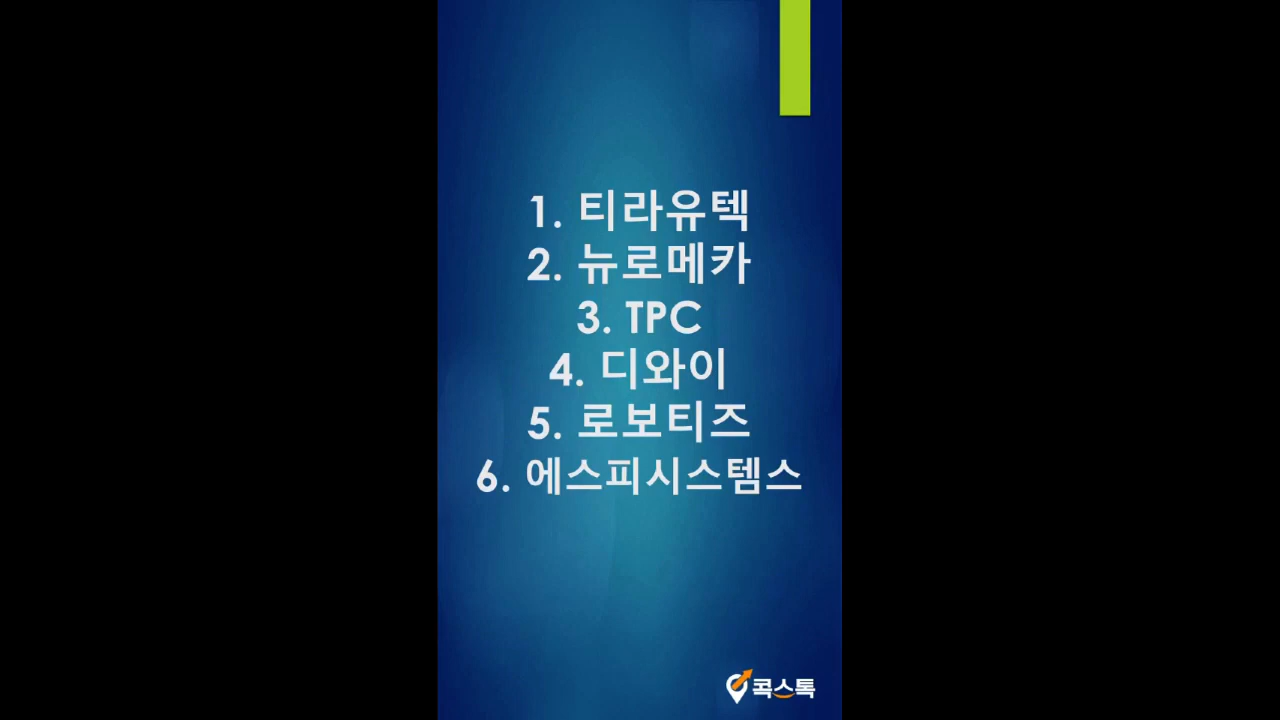 1. 티라유텍
2. 뉴로메카
3. TPC
4. 디와이
5. 로보티즈
6. 에스피시스템스
콕스톡